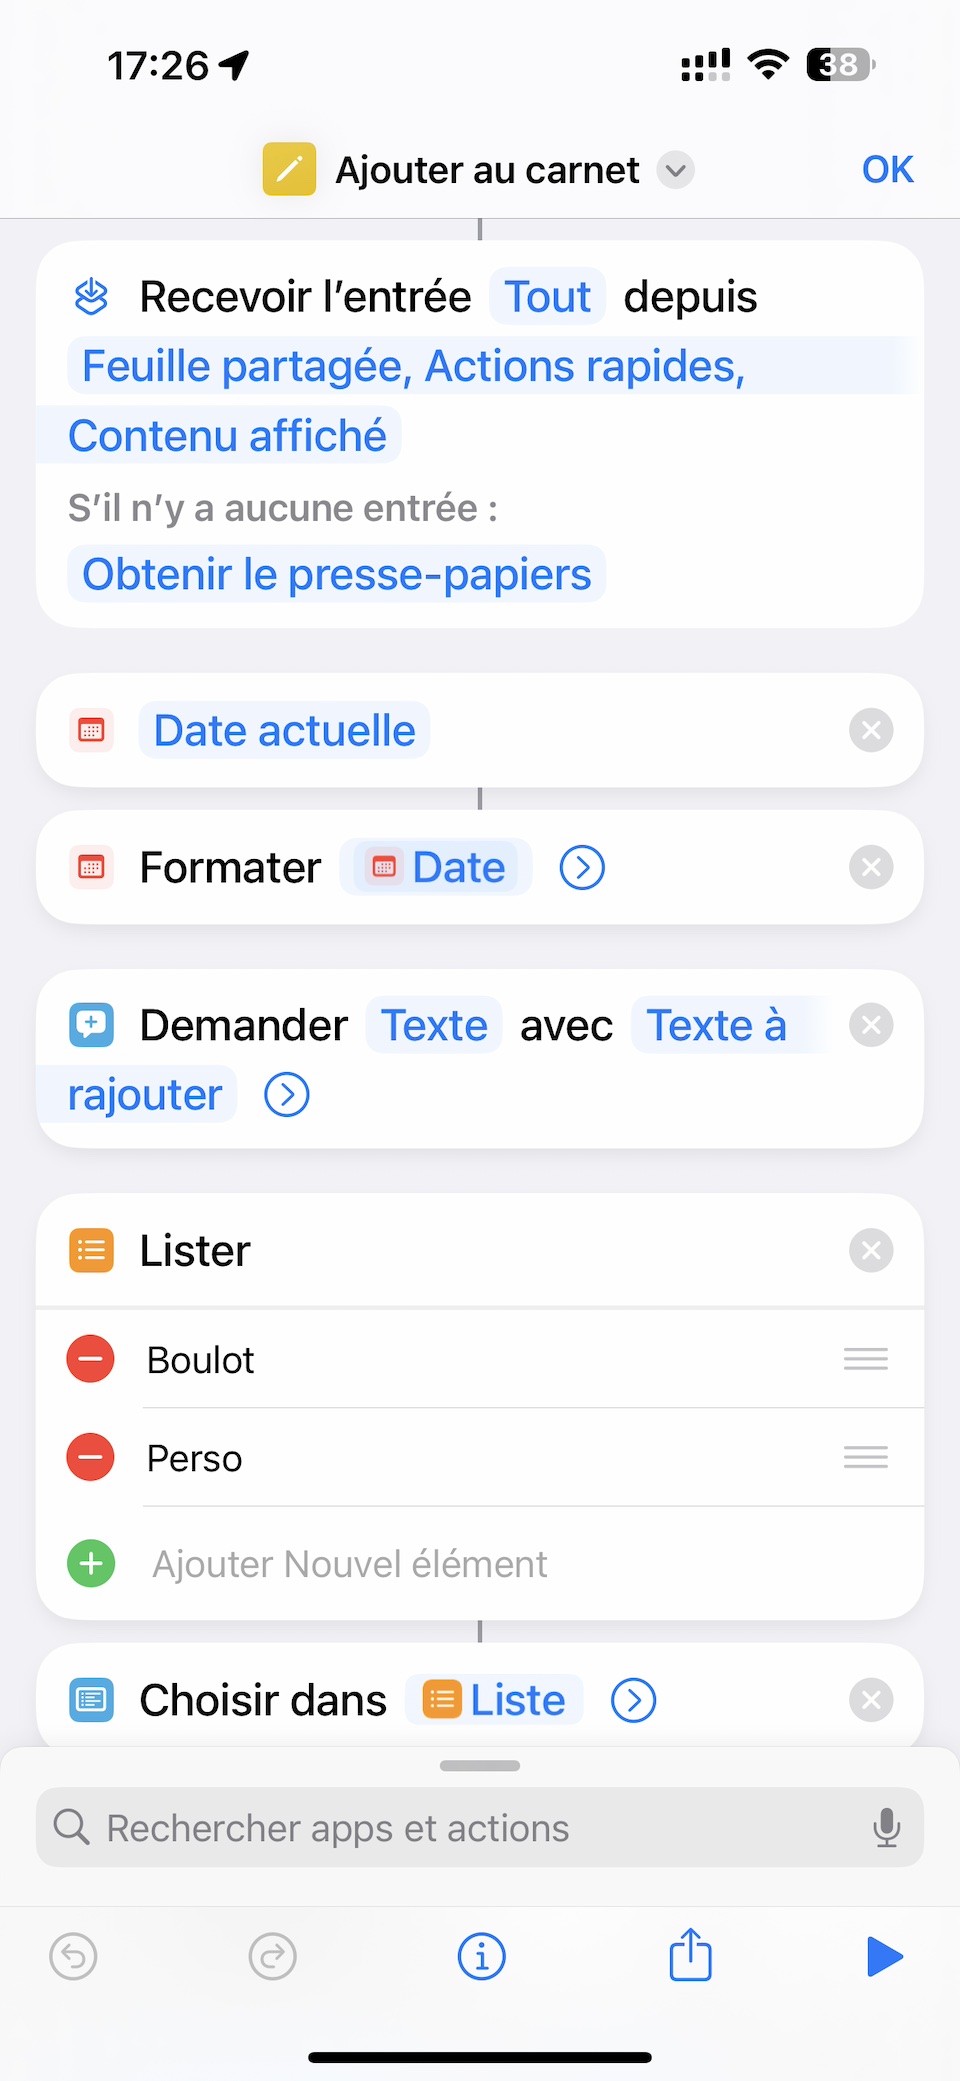 17:26
38
Ajouter au carnet
OK
Recevoir l’entrée Tout depuis
Feuille partagée, Actions rapides,
Contenu affiché
S’il n’y a aucune entrée :
Obtenir le presse-papiers
Date actuelle
Formater Date
Demander Texte avec Texte à
rajouter
Lister
Boulot
Perso
Ajouter Nouvel élément
Choisir dans Liste
Rechercher apps et actions